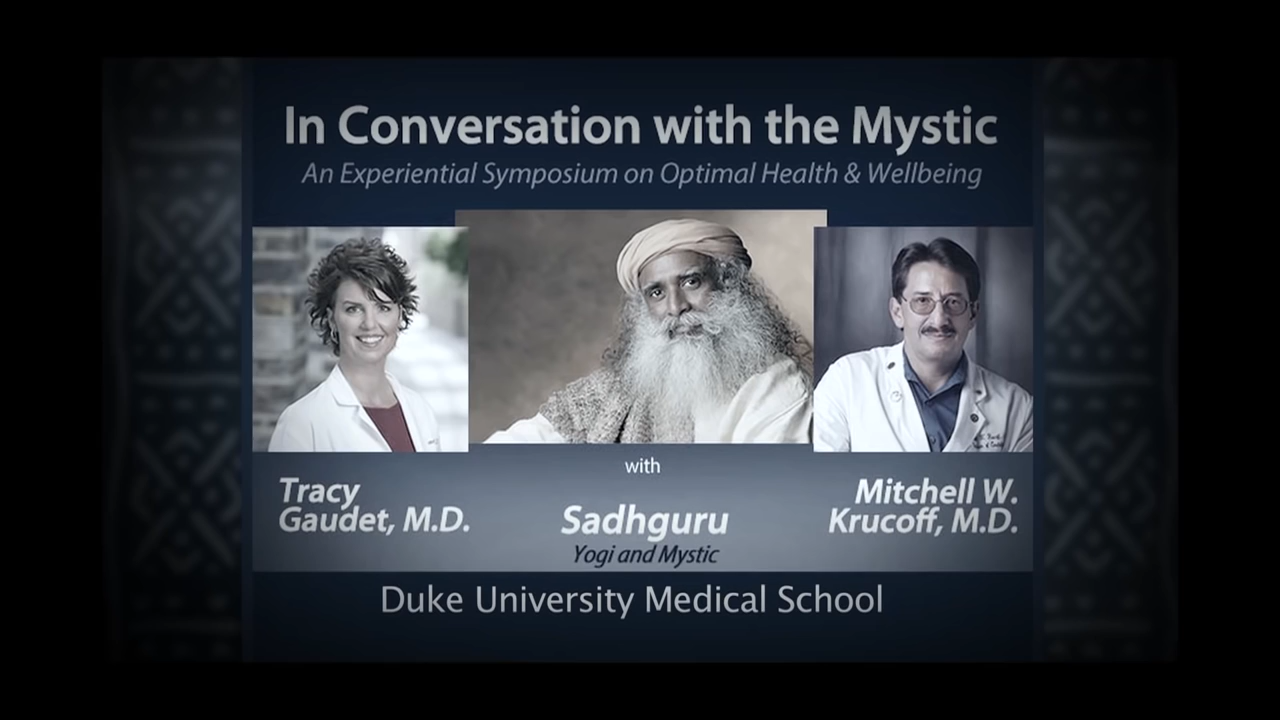 In Conversation with the Mystic
An Experiential Symposium on Optimal Health & Wellbeing
with
Tracy
Gaudet, M.D.
Sadhguru
Yogi and Mystic
Mitchell W.
Krucoff, M.D.
Duke University Medical School